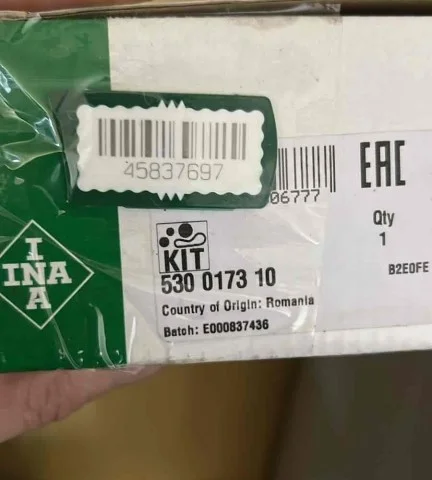 45837697
06777
EAC
Qty
1
B2E0FE
KIT
530 0173 10
Country of Origin: Romania
Batch: E000837436
I
INA
A